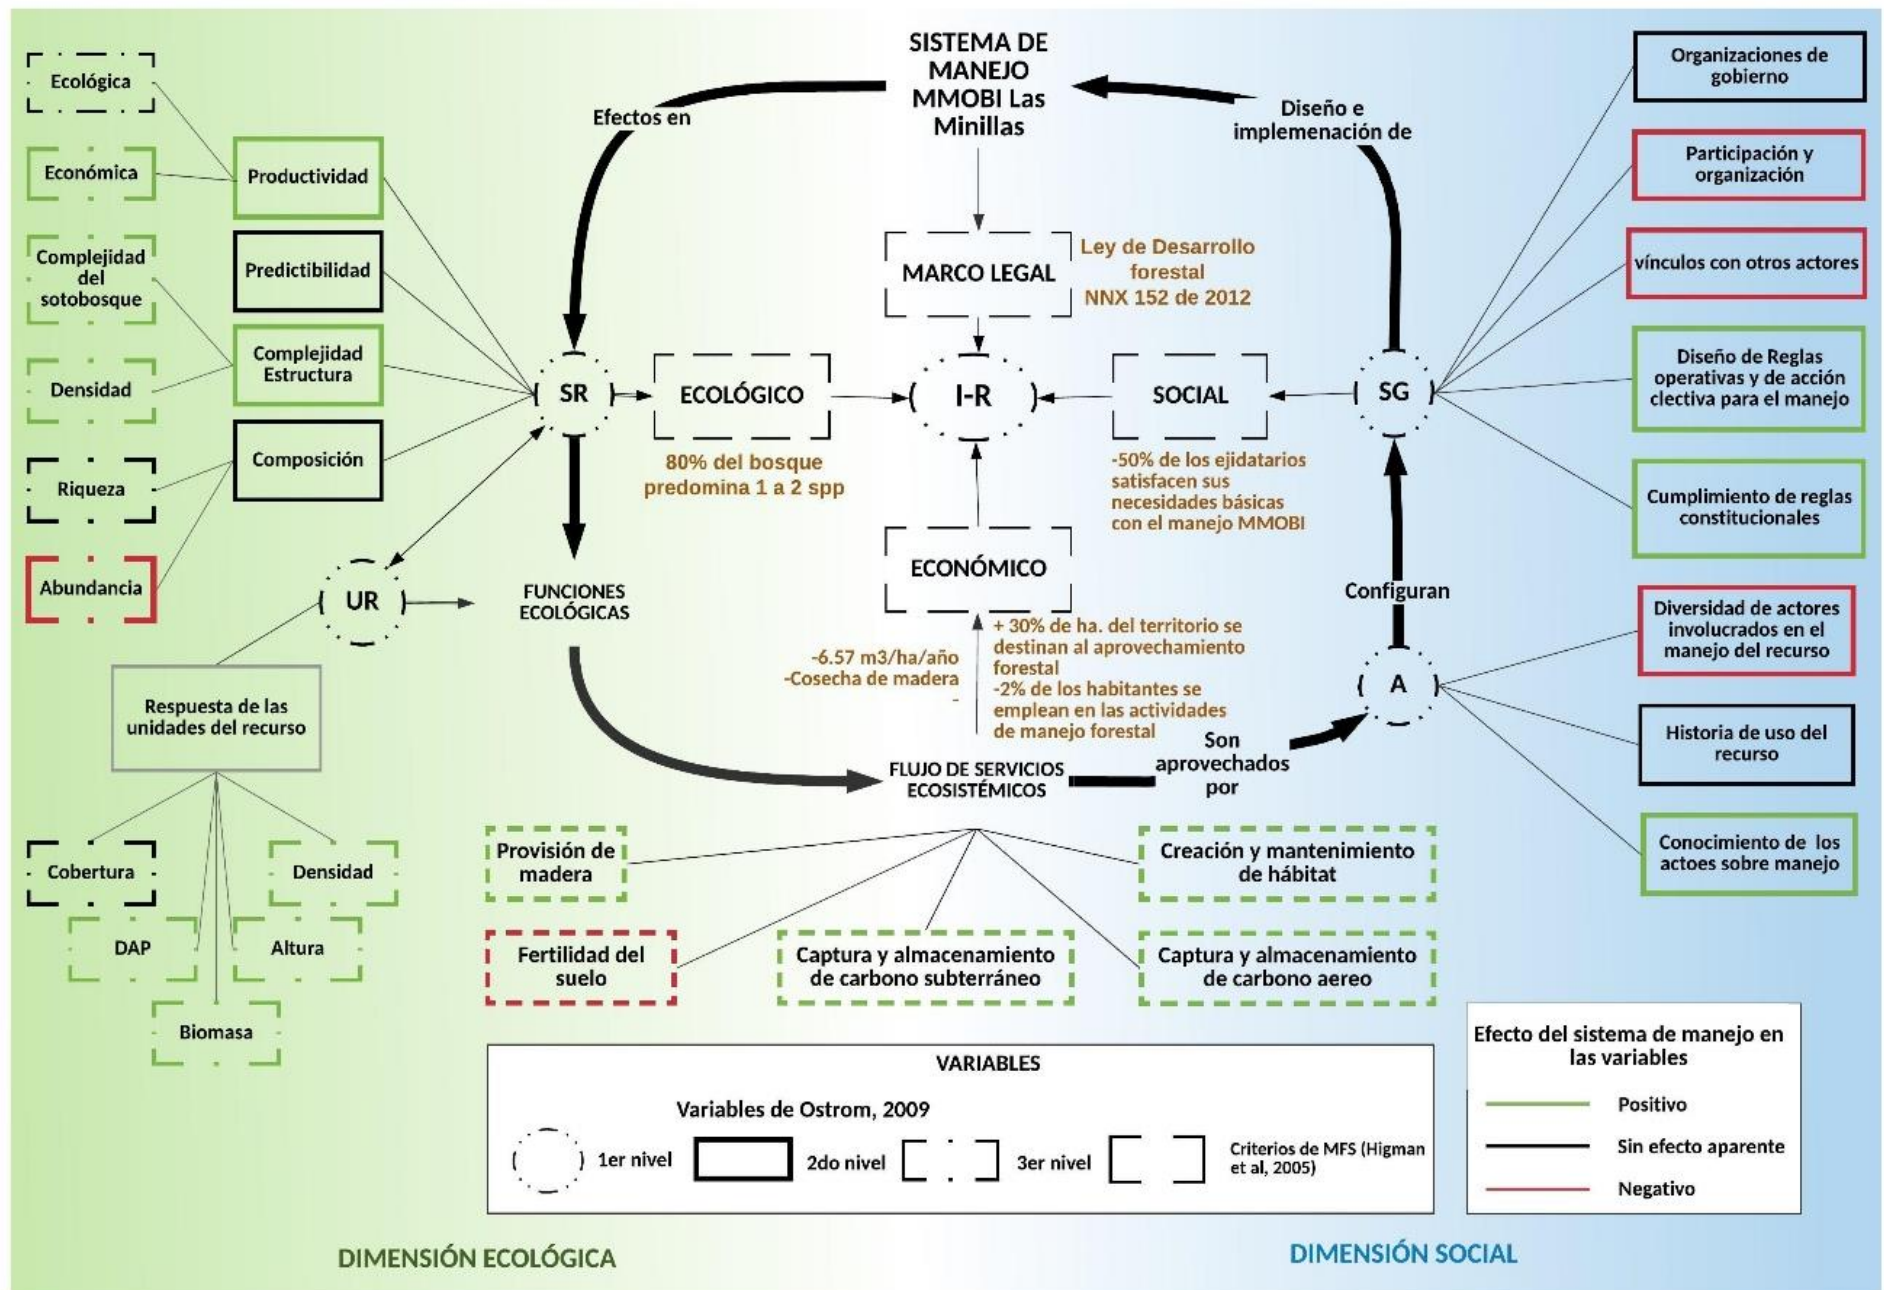 SISTEMA DE
MANEJO
MMOBI Las
Minillas
Efectos en
Diseño e
implemenación de
Ecológica
Económica
Complejidad
del
sotobosque
Densidad
Riqueza
Abundancia
Productividad
Predictibilidad
Complejidad
Estructura
Composición
MARCO LEGAL
Ley de Desarrollo
forestal
NNX 152 de 2012
SR
ECOLÓGICO
I-R
SOCIAL
SG
80% del bosque
predomina 1 a 2 spp
-50% de los ejidatarios
satisfacen sus
necesidades básicas
con el manejo MMOBI
Organizaciones de
gobierno
Participación y
organización
vínculos con otros actores
Diseño de Reglas
operativas y de acción
clectiva para el manejo
Cumplimiento de reglas
constitucionales
UR
FUNCIONES
ECOLÓGICAS
ECONÓMICO
Configuran
-6.57 m3/ha/año
-Cosecha de madera
-
+ 30% de ha. del territorio se
destinan al aprovechamiento
forestal
-2% de los habitantes se
emplean en las actividades
de manejo forestal
A
Diversidad de actores
involucrados en el
manejo del recurso
Historia de uso del
recurso
Conocimiento de los
actoes sobre manejo
Respuesta de las
unidades del recurso
Cobertura
Densidad
DAP
Altura
Biomasa
FLUJO DE SERVICIOS
ECOSISTÉMICOS
Son
aprovechados
por
Provisión de
madera
Creación y mantenimiento
de hábitat
Fertilidad del
suelo
Captura y almacenamiento
de carbono subterráneo
Captura y almacenamiento
de carbono aereo
VARIABLES
Variables de Ostrom, 2009
1er nivel
2do nivel
3er nivel
Criterios de MFS (Higman
et al, 2005)
Efecto del sistema de manejo en
las variables
Positivo
Sin efecto aparente
Negativo
DIMENSIÓN ECOLÓGICA
DIMENSIÓN SOCIAL